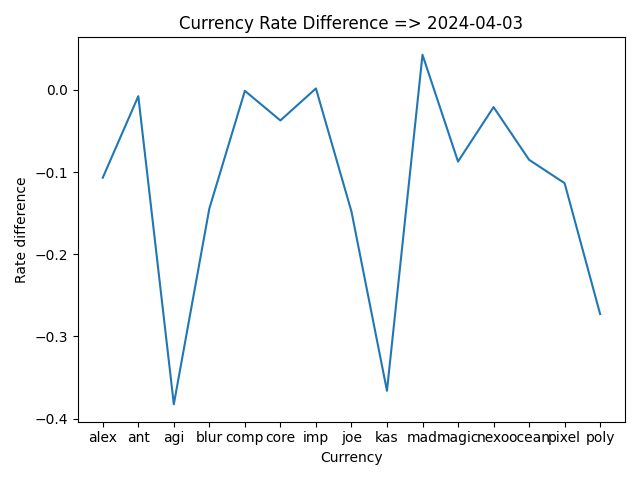 Currency Rate Difference => 2024-04-03
Rate difference
0.0
−0.1
−0.2
−0.3
−0.4
alex ant agi blur comp core imp joe kas mad magic nexo ocean pixel poly
Currency